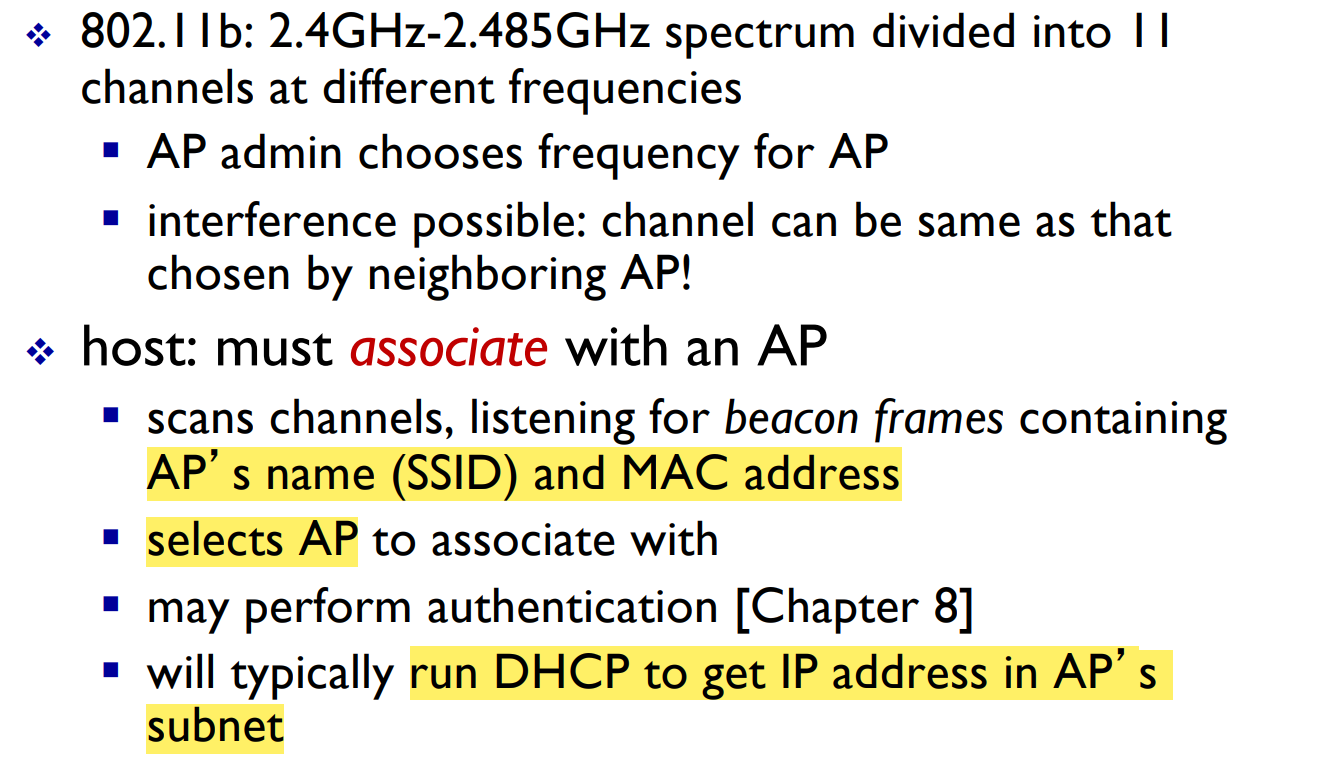 ❖ 802.11b: 2.4GHz-2.485GHz spectrum divided into 11
channels at different frequencies
▪ AP admin chooses frequency for AP
▪ interference possible: channel can be same as that
chosen by neighboring AP!
❖ host: must associate with an AP
▪ scans channels, listening for beacon frames containing
AP’s name (SSID) and MAC address
▪ selects AP to associate with
▪ may perform authentication [Chapter 8]
▪ will typically run DHCP to get IP address in AP’s
subnet